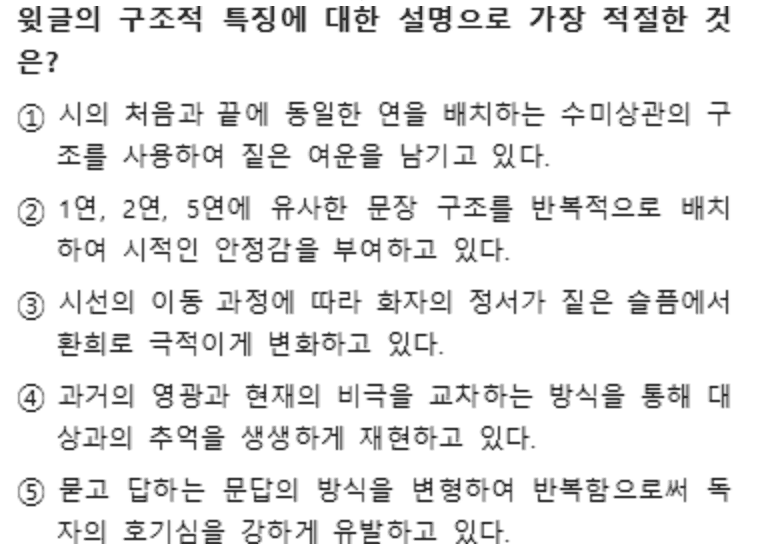 윗글의 구조적 특징에 대한 설명으로 가장 적절한 것
은?
① 시의 처음과 끝에 동일한 연을 배치하는 수미상관의 구
조를 사용하여 짙은 여운을 남기고 있다.
② 1연, 2연, 5연에 유사한 문장 구조를 반복적으로 배치
하여 시적인 안정감을 부여하고 있다.
③ 시선의 이동 과정에 따라 화자의 정서가 짙은 슬픔에서
환희로 극적이게 변화하고 있다.
④ 과거의 영광과 현재의 비극을 교차하는 방식을 통해 대
상과의 추억을 생생하게 재현하고 있다.
⑤ 묻고 답하는 문답의 방식을 변형하여 반복함으로써 독
자의 호기심을 강하게 유발하고 있다.